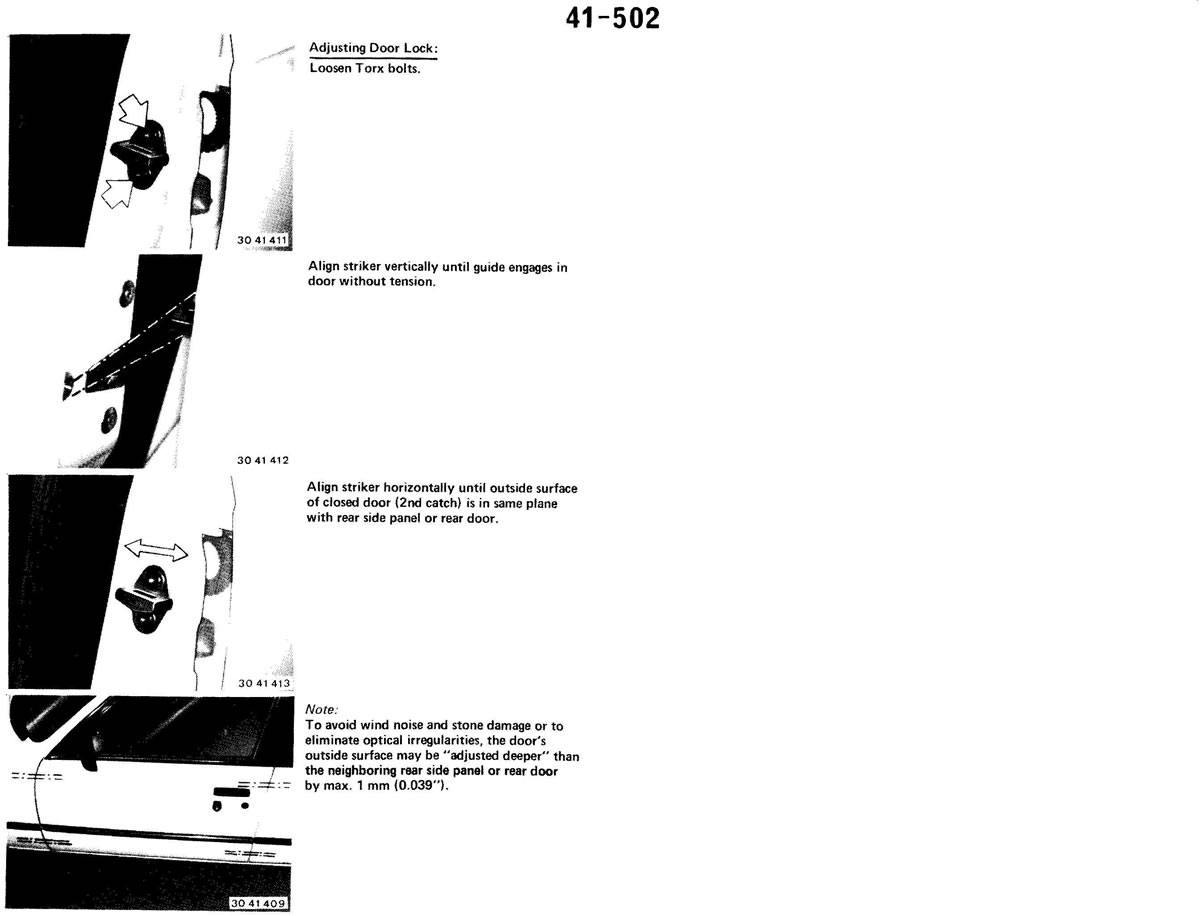 41-502
Adjusting Door Lock:
Loosen Torx bolts.
30 41 411
Align striker vertically until guide engages in
door without tension.
30 41 412
Align striker horizontally until outside surface
of closed door (2nd catch) is in same plane
with rear side panel or rear door.
30 41 413
Note:
To avoid wind noise and stone damage or to
eliminate optical irregularities, the door's
outside surface may be "adjusted deeper" than
the neighboring rear side panel or rear door
by max. 1 mm (0.039").
30 41 409